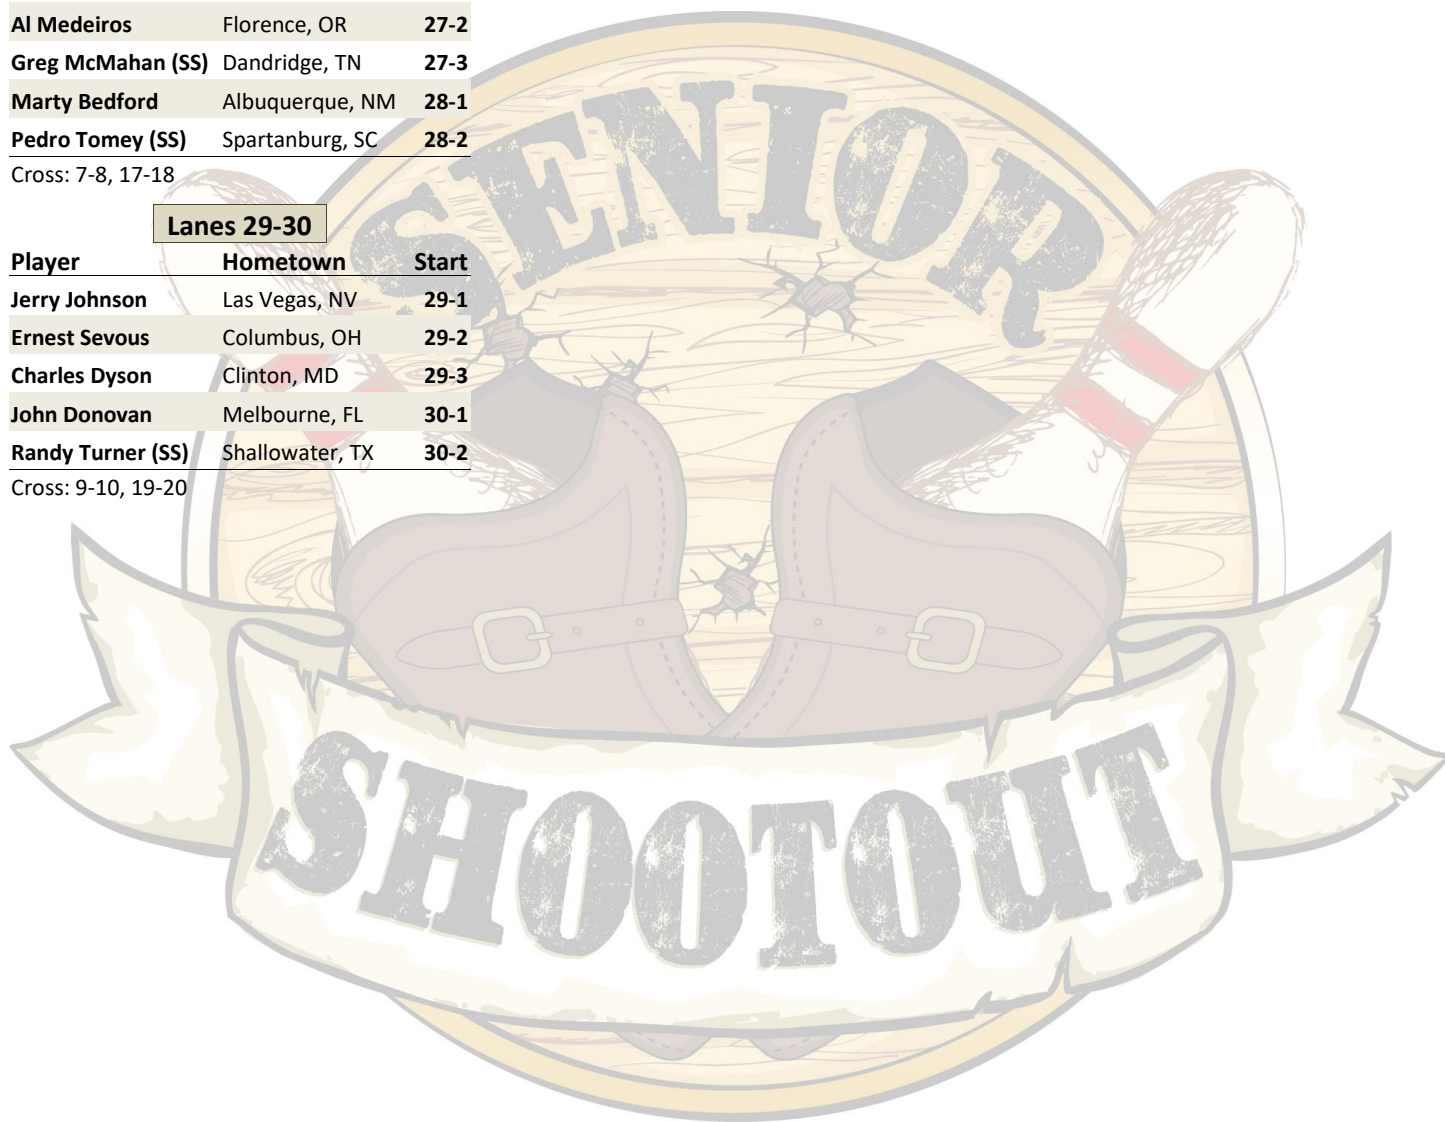 Al Medeiros Florence, OR 27-2
Greg McMahan (SS) Dandridge, TN 27-3
Marty Bedford Albuquerque, NM 28-1
Pedro Tomey (SS) Spartanburg, SC 28-2
Cross: 7-8, 17-18
Lanes 29-30
Player Hometown Start
Jerry Johnson Las Vegas, NV 29-1
Ernest Sevous Columbus, OH 29-2
Charles Dyson Clinton, MD 29-3
John Donovan Melbourne, FL 30-1
Randy Turner (SS) Shallowater, TX 30-2
Cross: 9-10, 19-20
SENIOR
SHOOTOUT